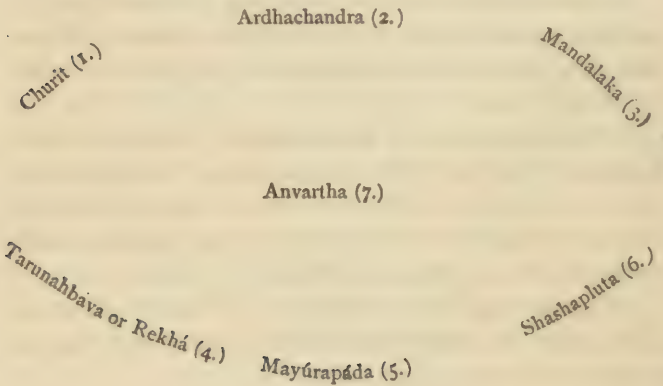 Ardhachandra (2.)
Churit (1.)
Mandalaka (3.)
Anvartha (7.)
Tarunahbava or Rekhá (4.)
Shashapluta (6.)
Mayúrapáda (5.)